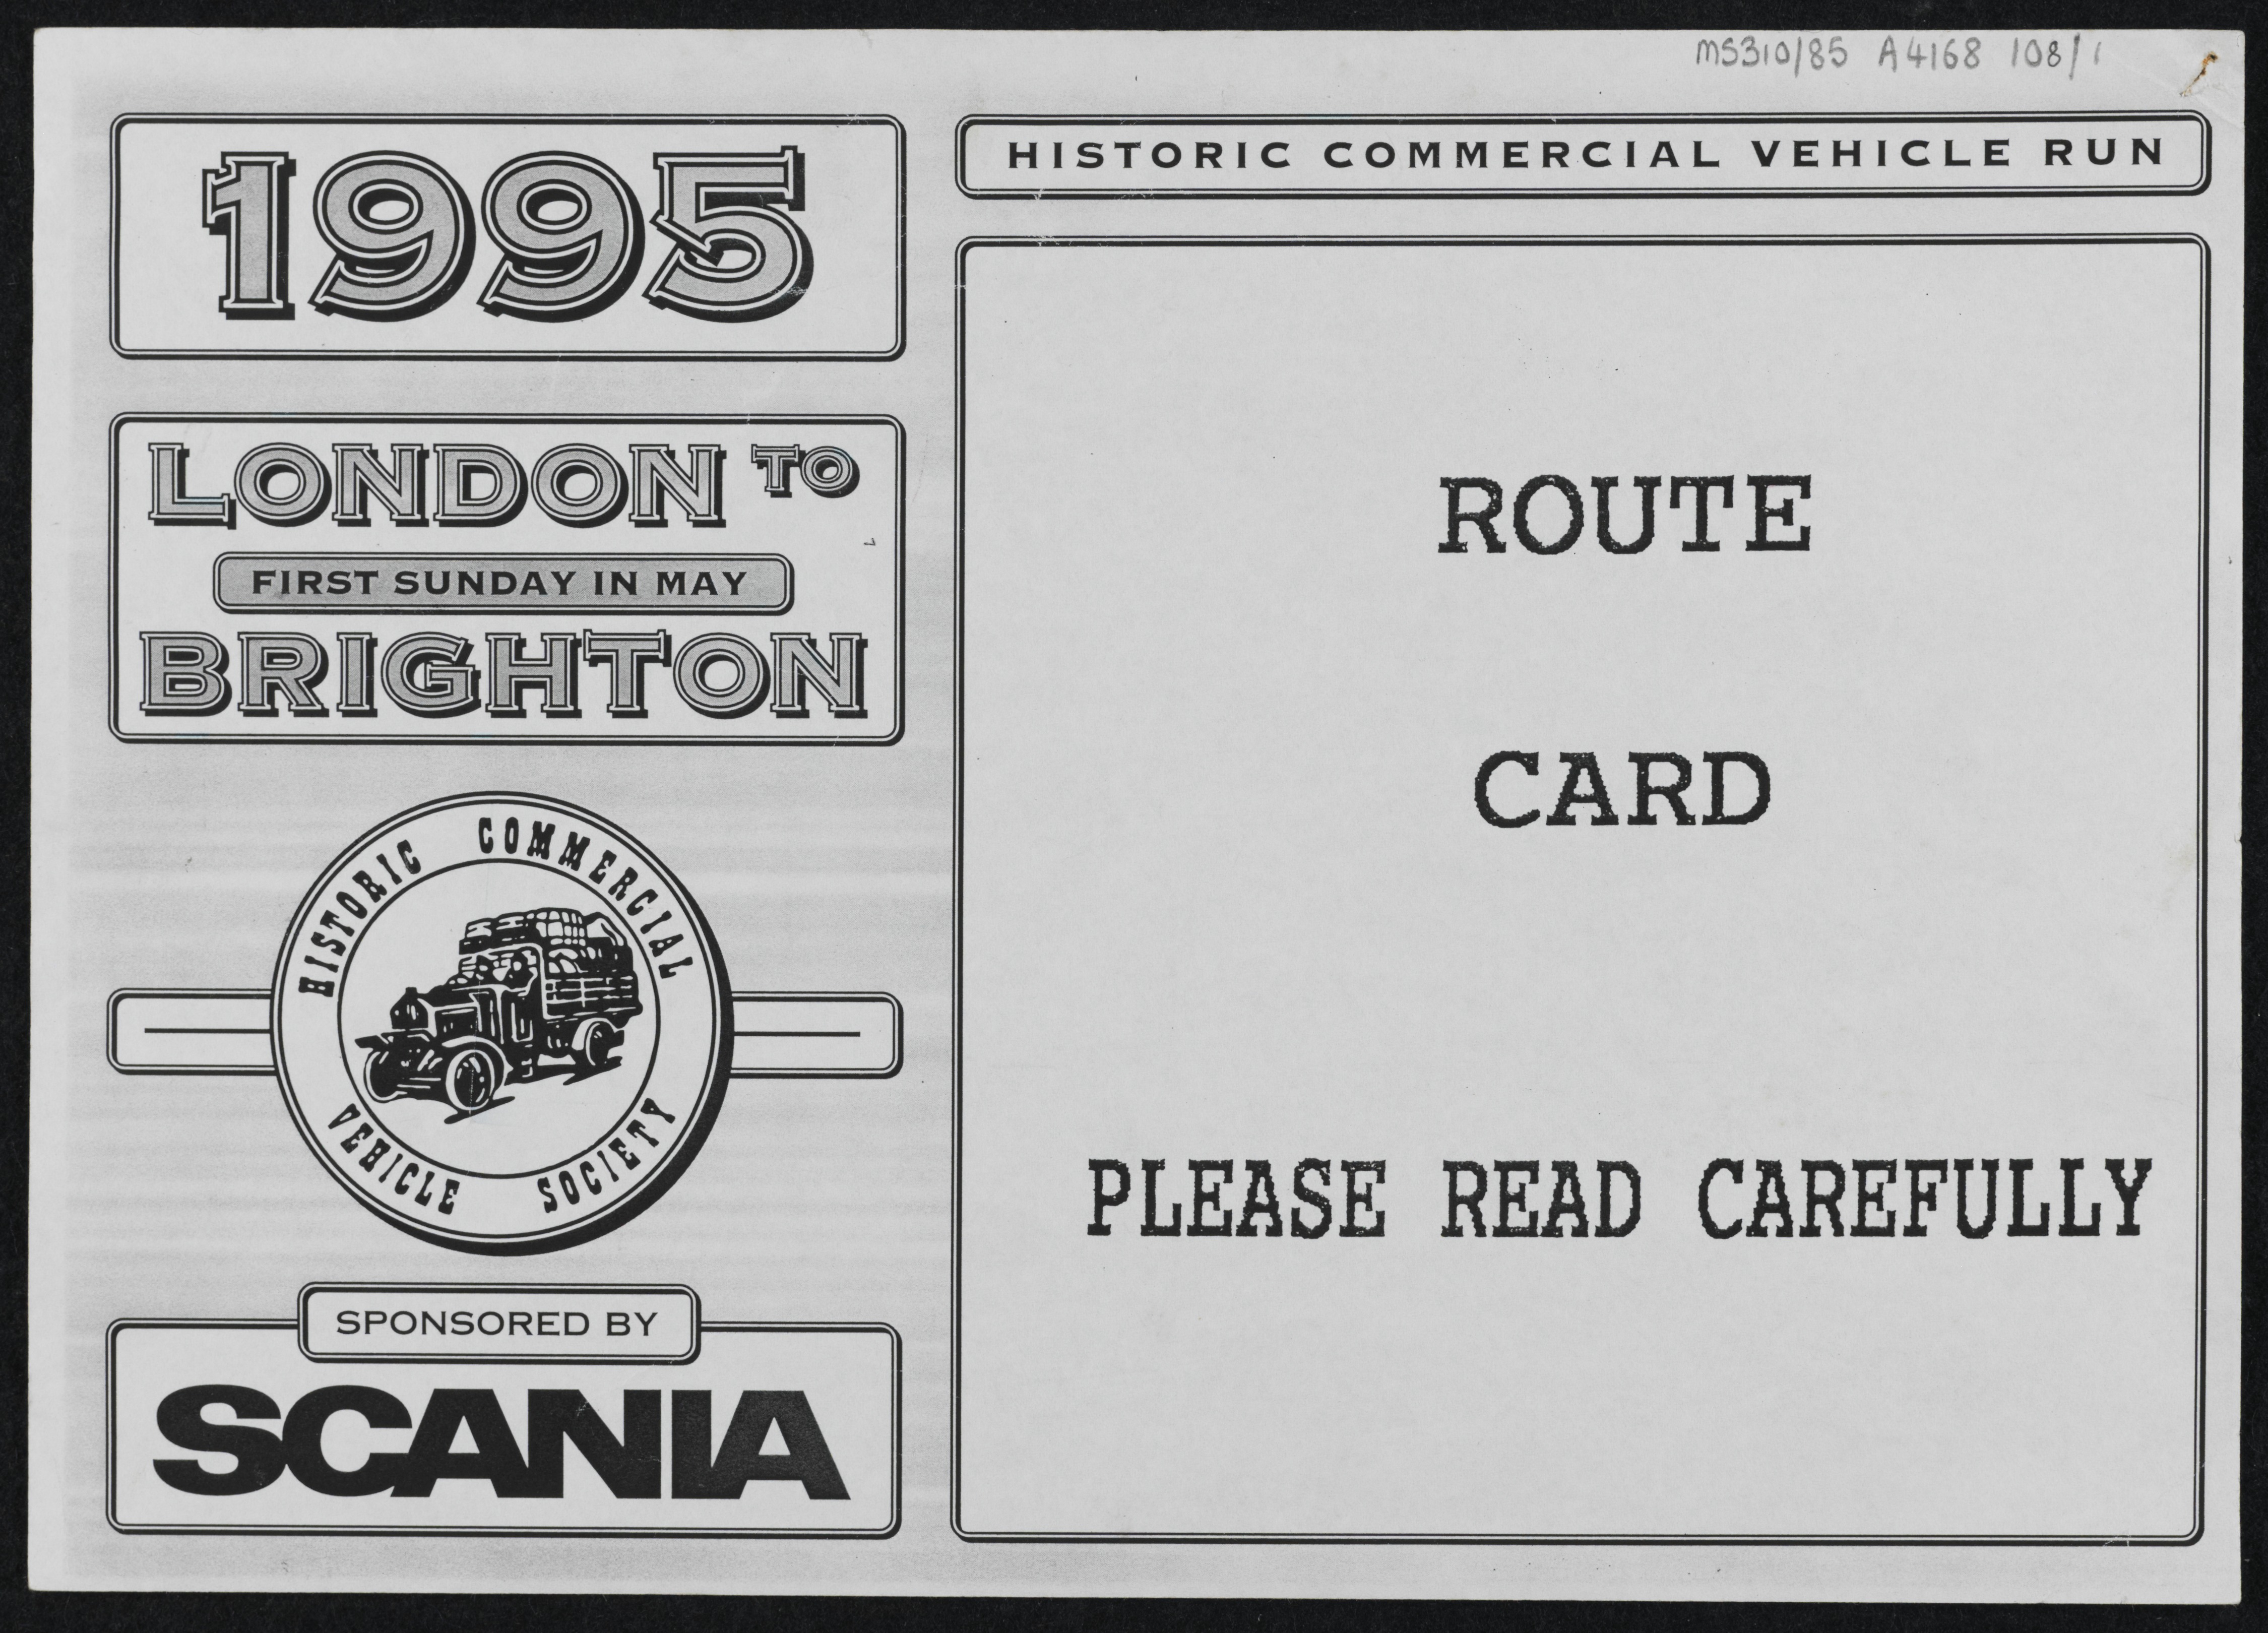 MS310/85 A4168 108/1
1995
LONDON TO
FIRST SUNDAY IN MAY
BRIGHTON
HISTORIC COMMERCIAL
VEHICLE SOCIETY
SPONSORED BY
SCANIA
HISTORIC COMMERCIAL VEHICLE RUN
ROUTE
CARD
PLEASE READ CAREFULLY